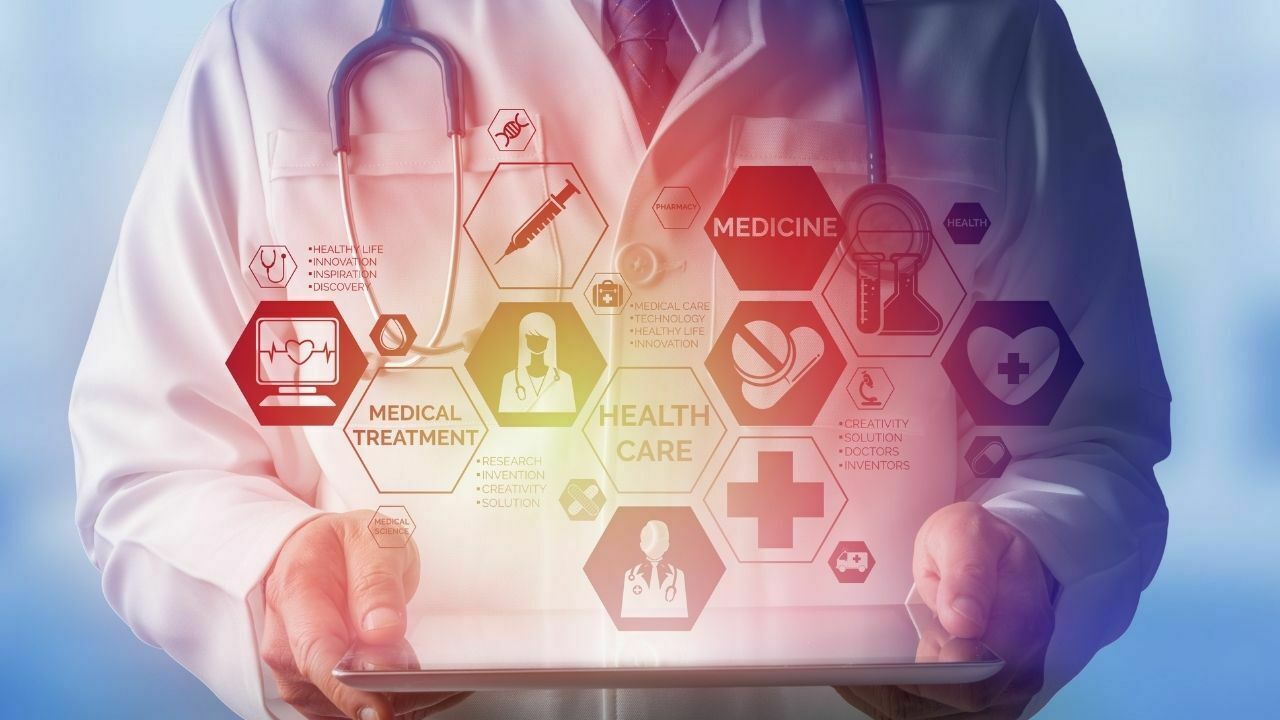 PHARMACY
MEDICINE
HEALTH
▪HEALTHY LIFE
▪INNOVATION
▪INSPIRATION
▪DISCOVERY
▪MEDICAL CARE
▪TECHNOLOGY
▪HEALTHY LIFE
▪INNOVATION
MEDICAL
TREATMENT
HEALTH
CARE
▪CREATIVITY
▪SOLUTION
▪DOCTORS
▪INVENTORS
▪RESEARCH
▪INVENTION
▪CREATIVITY
▪SOLUTION
MEDICAL
SCIENCE